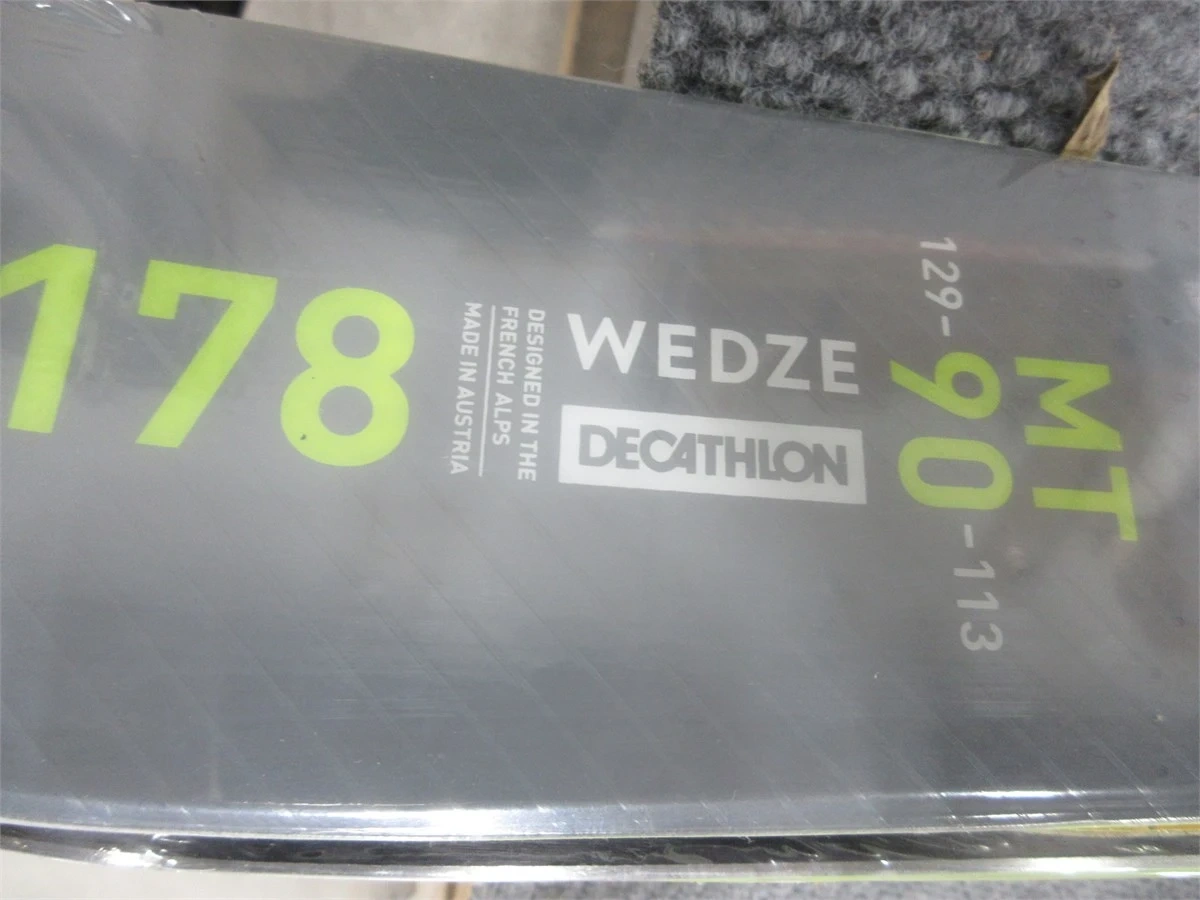 178
DESIGNED IN THE
FRENCH ALPS
MADE IN AUSTRIA
WEDZE
DECATHLON
MT
129-90-113